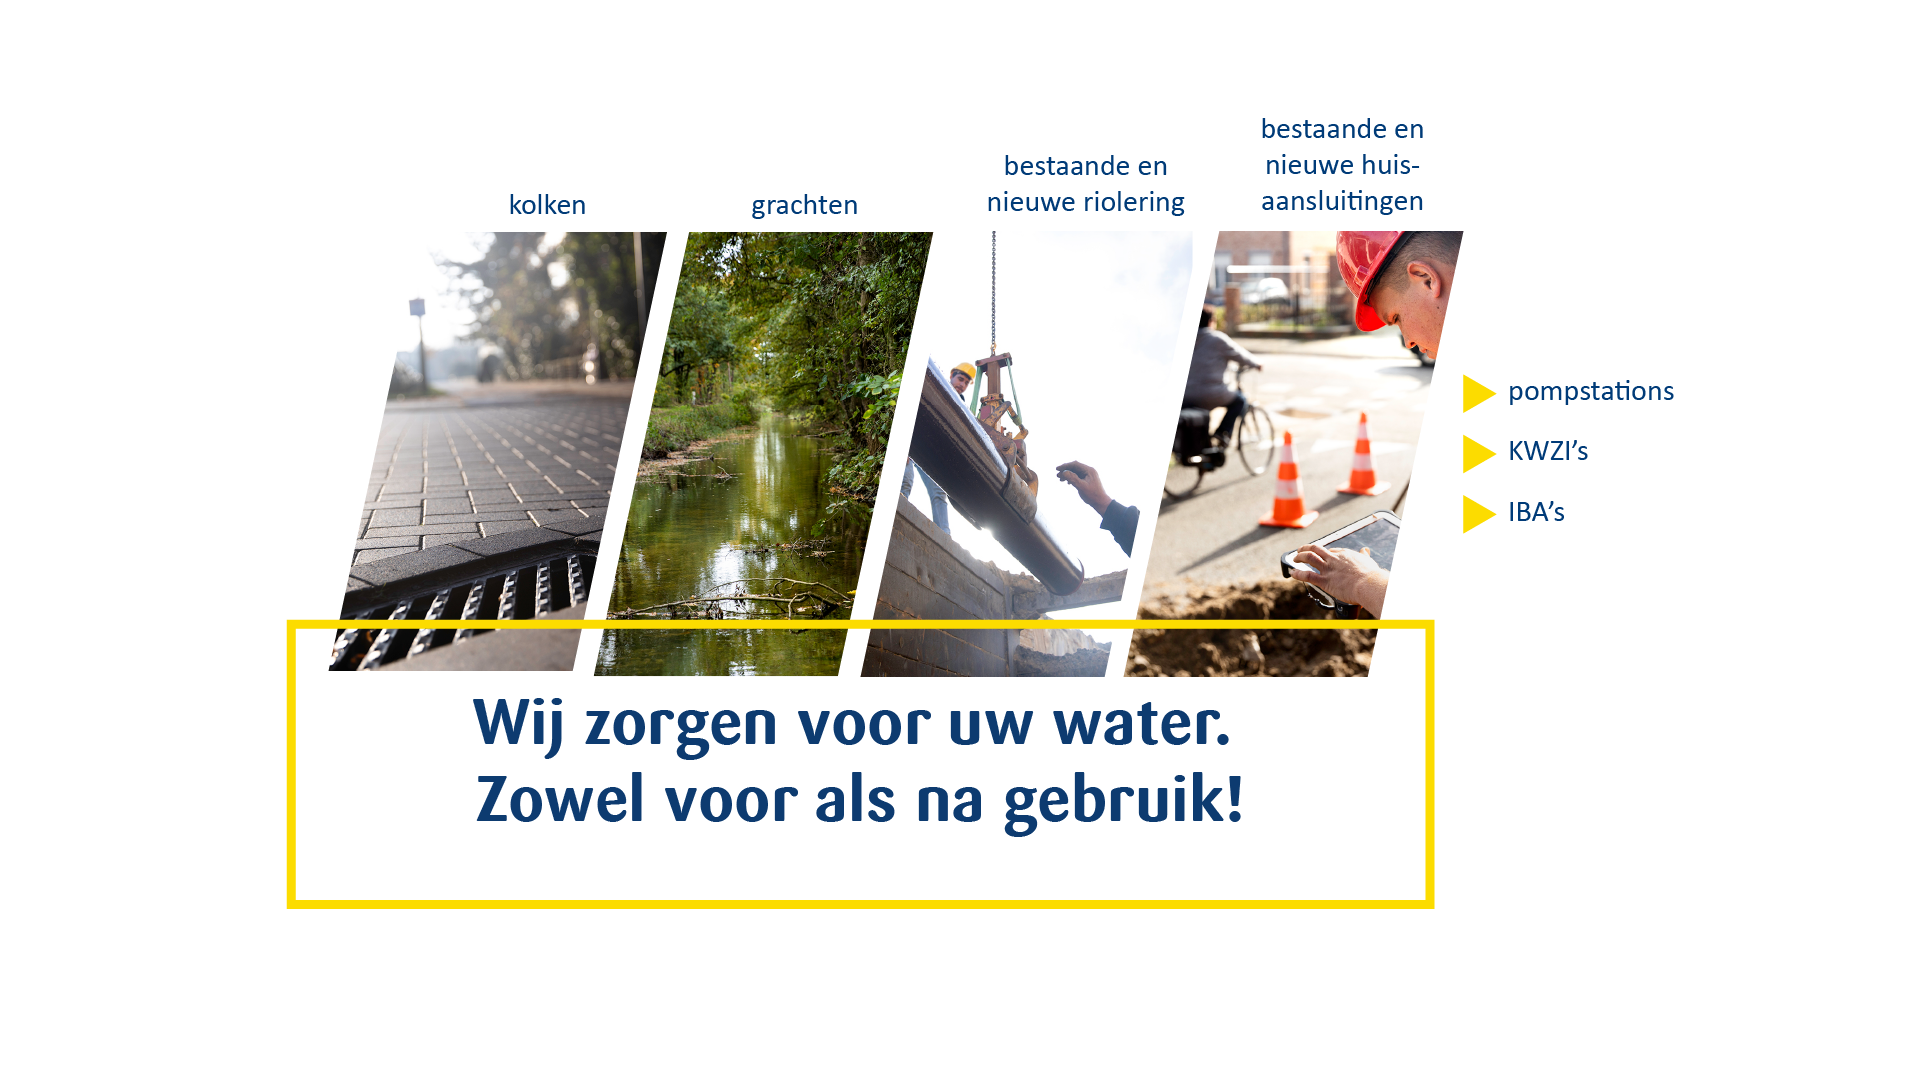 kolken
grachten
bestaande en
nieuwe riolering
bestaande en
nieuwe huis-
aansluitingen
pompstations
KWZI’s
IBA’s
Wij zorgen voor uw water.
Zowel voor als na gebruik!